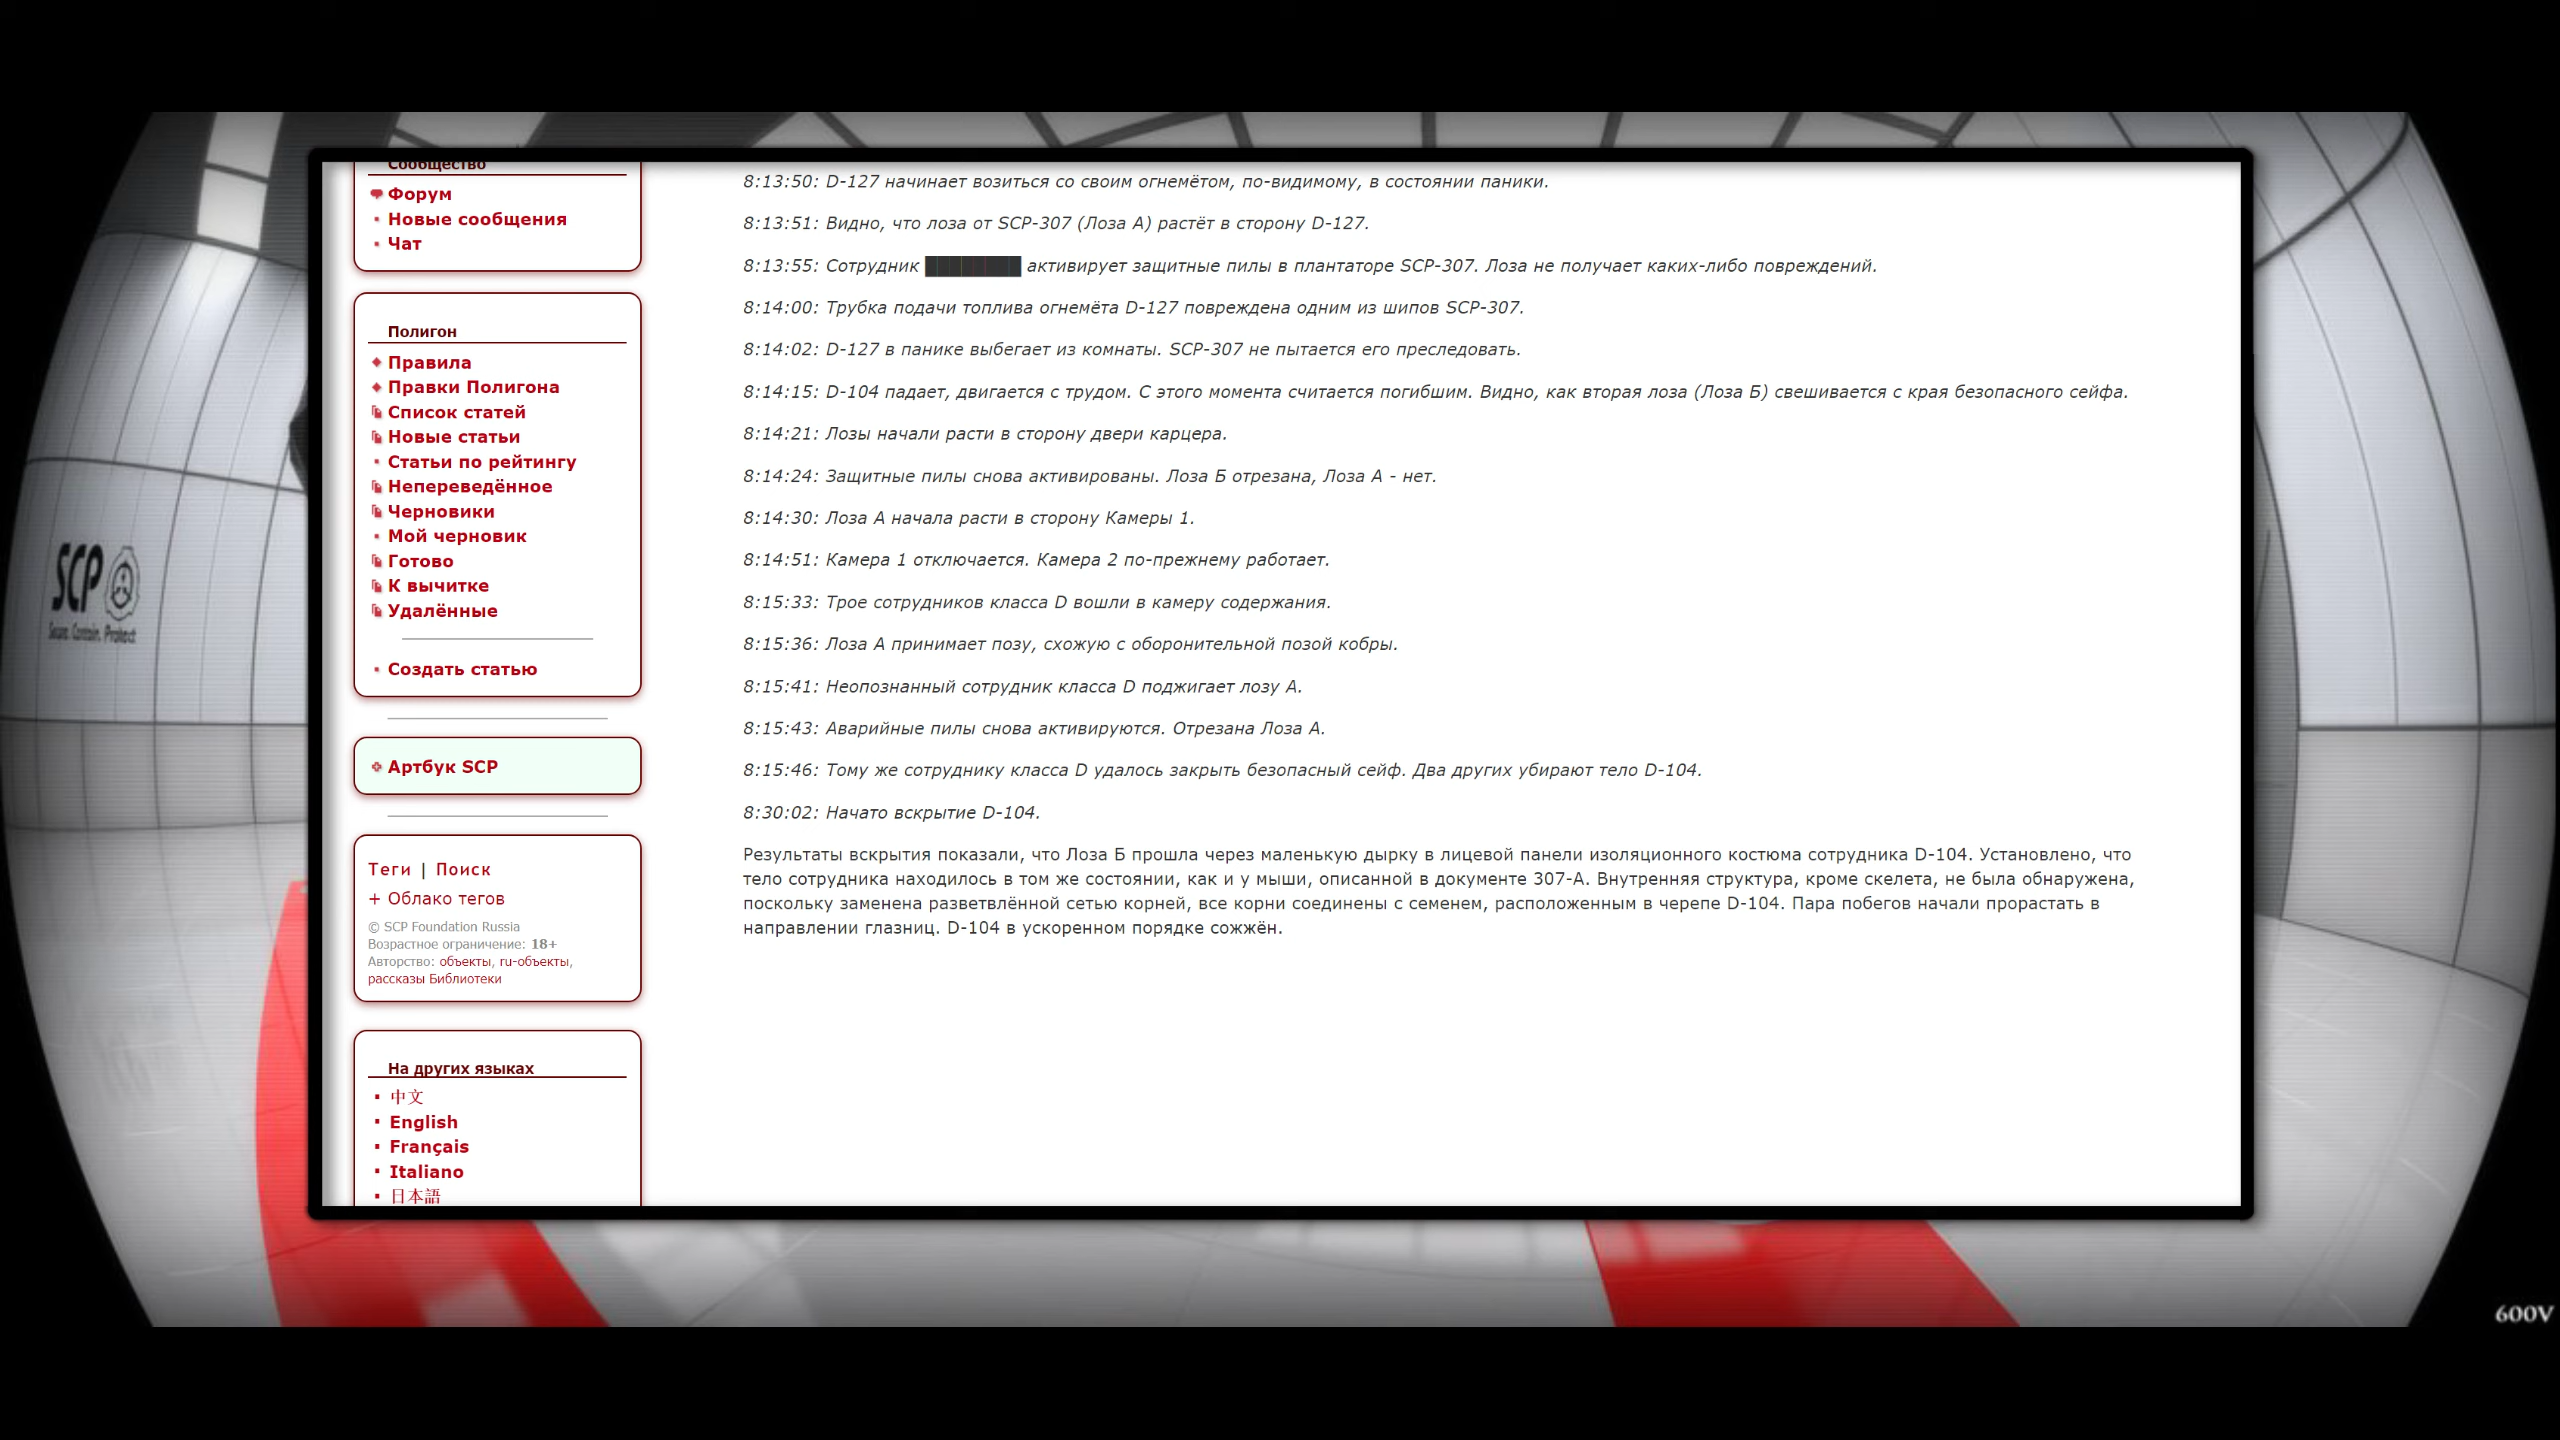 SCP
Secure. Contain. Protect
Сообщество
Форум
Новые сообщения
Чат
Полигон
Правила
Правки Полигона
Список статей
Новые статьи
Статьи по рейтингу
Непереведённое
Черновики
Мой черновик
Готово
К вычитке
Удалённые
Создать статью
Артбук SCP
Теги | Поиск
+ Облако тегов
© SCP Foundation Russia
Возрастное ограничение: 18+
Авторство: объекты, ru-объекты,
рассказы Библиотеки
На других языках
中文
English
Français
Italiano
日本語
8:13:50: D-127 начинает возиться со своим огнемётом, по-видимому, в состоянии паники.
8:13:51: Видно, что лоза от SCP-307 (Лоза А) растёт в сторону D-127.
8:13:55: Сотрудник ████████ активирует защитные пилы в плантаторе SCP-307. Лоза не получает каких-либо повреждений.
8:14:00: Трубка подачи топлива огнемёта D-127 повреждена одним из шипов SCP-307.
8:14:02: D-127 в панике выбегает из комнаты. SCP-307 не пытается его преследовать.
8:14:15: D-104 падает, двигается с трудом. С этого момента считается погибшим. Видно, как вторая лоза (Лоза Б) свешивается с края безопасного сейфа.
8:14:21: Лозы начали расти в сторону двери карцера.
8:14:24: Защитные пилы снова активированы. Лоза Б отрезана, Лоза А - нет.
8:14:30: Лоза А начала расти в сторону Камеры 1.
8:14:51: Камера 1 отключается. Камера 2 по-прежнему работает.
8:15:33: Трое сотрудников класса D вошли в камеру содержания.
8:15:36: Лоза А принимает позу, схожую с оборонительной позой кобры.
8:15:41: Неопознанный сотрудник класса D поджигает лозу А.
8:15:43: Аварийные пилы снова активируются. Отрезана Лоза А.
8:15:46: Тому же сотруднику класса D удалось закрыть безопасный сейф. Два других убирают тело D-104.
8:30:02: Начато вскрытие D-104.
Результаты вскрытия показали, что Лоза Б прошла через маленькую дырку в лицевой панели изоляционного костюма сотрудника D-104. Установлено, что
тело сотрудника находилось в том же состоянии, как и у мыши, описанной в документе 307-А. Внутренняя структура, кроме скелета, не была обнаружена,
поскольку заменена разветвлённой сетью корней, все корни соединены с семенем, расположенным в черепе D-104. Пара побегов начали прорастать в
направлении глазниц. D-104 в ускоренном порядке сожжён.
600V